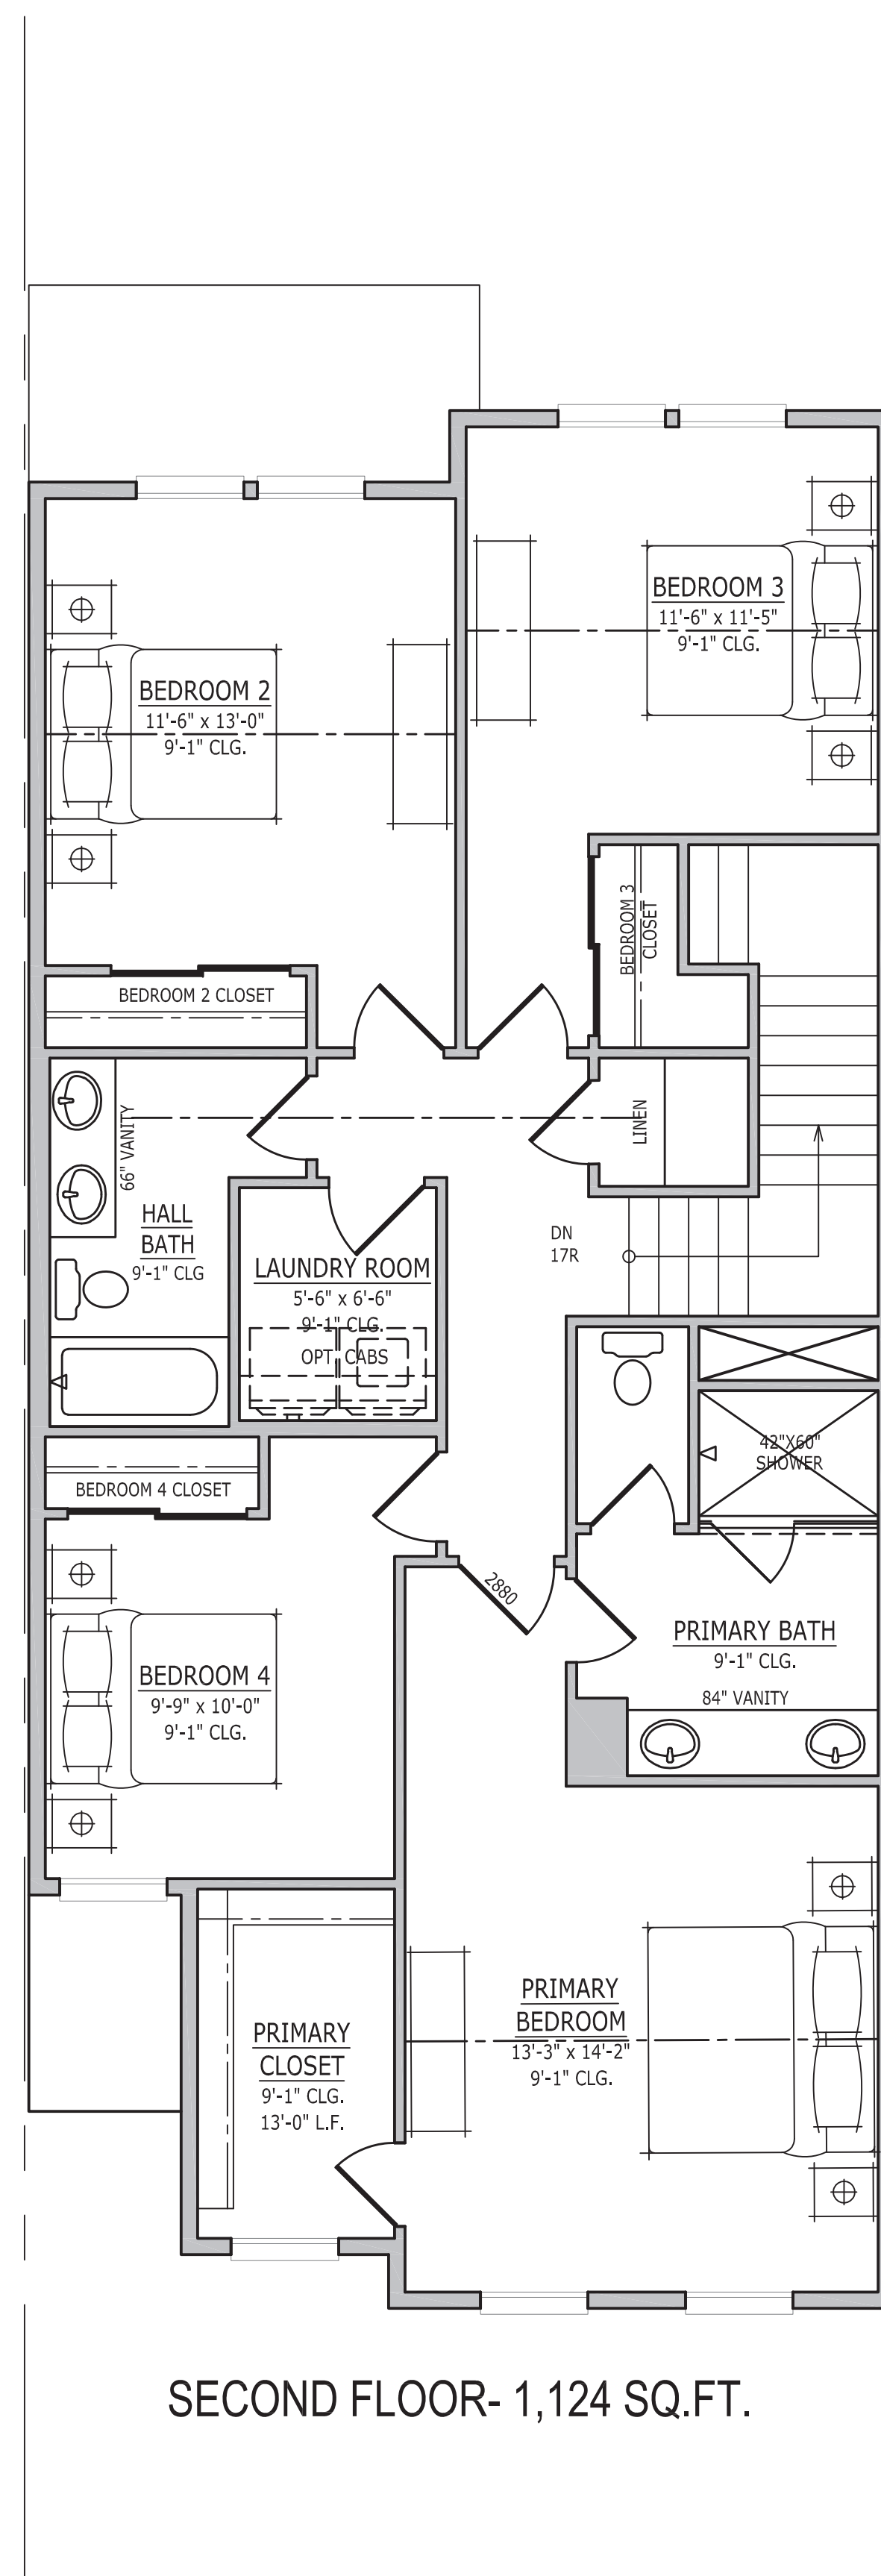 BEDROOM 3
11'-6" x 11'-5"
9'-1" CLG.
BEDROOM 2
11'-6" x 13'-0"
9'-1" CLG.
BEDROOM 3
CLOSET
BEDROOM 2 CLOSET
66" VANITY
LINEN
HALL
BATH
9'-1" CLG
DN
17R
LAUNDRY ROOM
5'-6" x 6'-6"
9'-1" CLG.
OPT. CABS
42"X60"
SHOWER
BEDROOM 4 CLOSET
2880
PRIMARY BATH
9'-1" CLG.
84" VANITY
BEDROOM 4
9'-9" x 10'-0"
9'-1" CLG.
PRIMARY
BEDROOM
13'-3" x 14'-2"
9'-1" CLG.
PRIMARY
CLOSET
9'-1" CLG.
13'-0" L.F.
SECOND FLOOR- 1,124 SQ.FT.